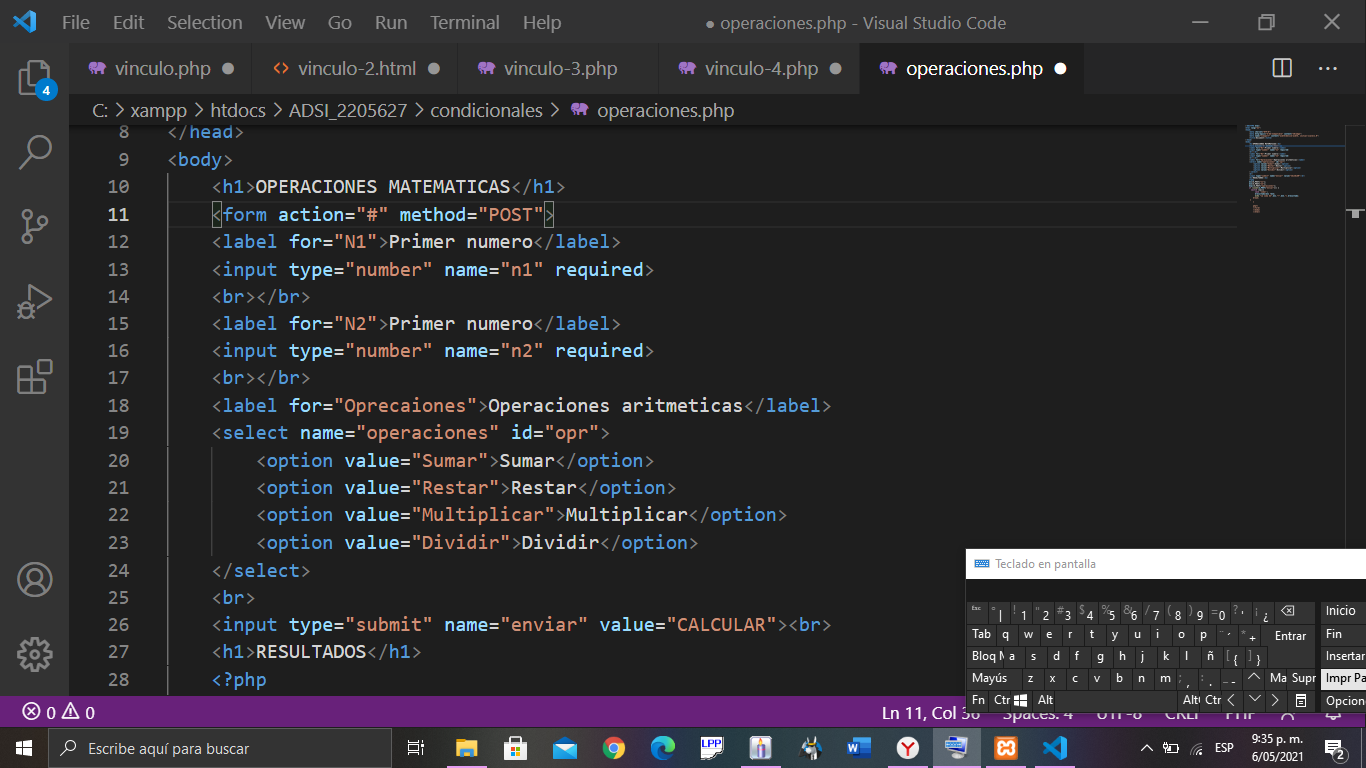 File Edit Selection View Go Run Terminal Help ● operaciones.php - Visual Studio Code
vinculo.php vinculo-2.html vinculo-3.php vinculo-4.php operaciones.php
4
C: > xampp > htdocs > ADSI_2205627 > condicionales > operaciones.php
8 </head>
9 <body>
10 <h1>OPERACIONES MATEMATICAS</h1>
11 <form action="#" method="POST">
12 <label for="N1">Primer numero</label>
13 <input type="number" name="n1" required>
14 <br></br>
15 <label for="N2">Primer numero</label>
16 <input type="number" name="n2" required>
17 <br></br>
18 <label for="Oprecaiones">Operaciones aritmeticas</label>
19 <select name="operaciones" id="opr">
20 <option value="Sumar">Sumar</option>
21 <option value="Restar">Restar</option>
22 <option value="Multiplicar">Multiplicar</option>
23 <option value="Dividir">Dividir</option>
24 </select>
25 <br>
26 <input type="submit" name="enviar" value="CALCULAR"><br>
27 <h1>RESULTADOS</h1>
28 <?php
Teclado en pantalla
esc ° | ! 1 " 2 # 3 $ 4 % 5 & 6 / 7 ( 8 ) 9 = 0 ? ' ¡ ¿ Inicio
Tab q w e r t y u i o p ¨ ´ * + Entrar Fin
Bloq M a s d f g h j k l ñ [ { ] } Insertar
Mayús z x c v b n m ; , : . _ - Ma Supr Impr Pa
Fn Ctr Alt Alt Ctr Opcione
0 0 Ln 11, Col 36 Spaces: 4 UTF-8 CRLF PHP
Escribe aquí para buscar
LPP
ESP
9:35 p. m.
6/05/2021
2